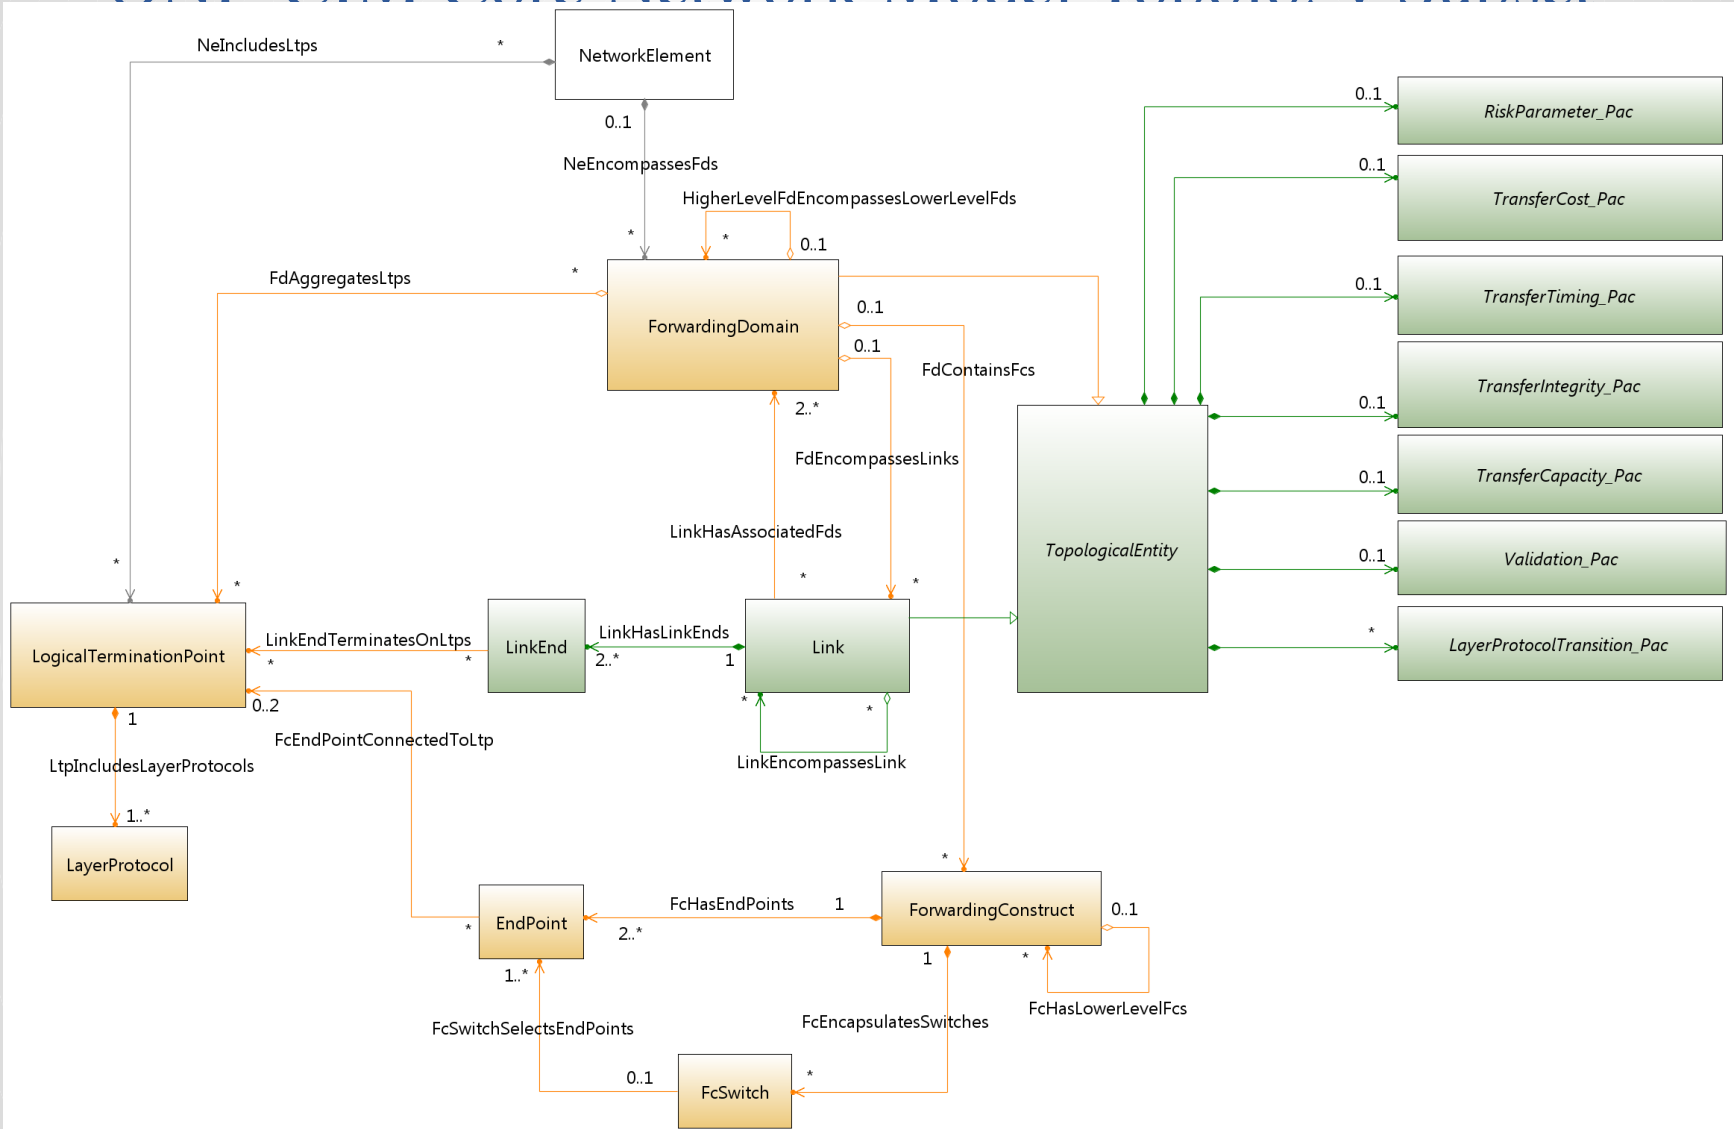 NeIncludesLtps
*
NetworkElement
0..1
NeEncompassesFds
*
HigherLevelFdEncompassesLowerLevelFds
*
0..1
RiskParameter_Pac
0..1
TransferCost_Pac
0..1
TransferTiming_Pac
0..1
TransferIntegrity_Pac
0..1
TransferCapacity_Pac
0..1
Validation_Pac
0..1
LayerProtocolTransition_Pac
*
0..1
FdAggregatesLtps
*
ForwardingDomain
0..1
0..1
FdContainsFcs
2..*
FdEncompassesLinks
LinkHasAssociatedFds
*
*
TopologicalEntity
*
*
LogicalTerminationPoint
LinkEndTerminatesOnLtps
*
*
LinkEnd
LinkHasLinkEnds
2..*
1
Link
*
*
LinkEncompassesLink
0..2
FcEndPointConnectedToLtp
1
LtpIncludesLayerProtocols
1..*
LayerProtocol
*
EndPoint
FcHasEndPoints
1
2..*
*
ForwardingConstruct
0..1
1
*
FcHasLowerLevelFcs
1..*
FcSwitchSelectsEndPoints
FcEncapsulatesSwitches
0..1
FcSwitch
*